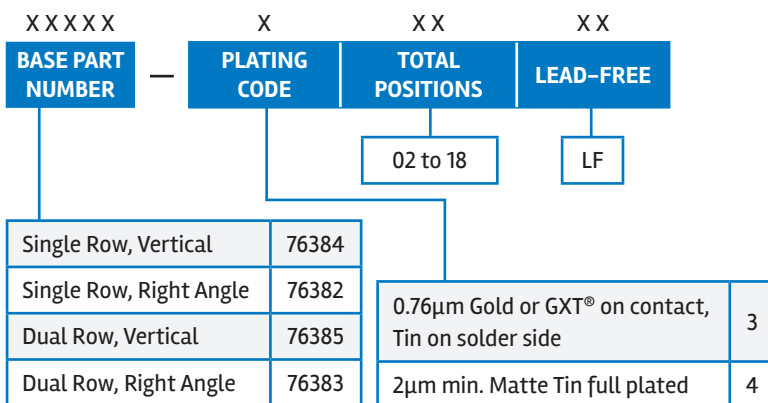 XXXXX X XX XX
BASE PART NUMBER — PLATING CODE TOTAL POSITIONS LEAD-FREE
02 to 18 LF
Single Row, Vertical 76384
Single Row, Right Angle 76382
Dual Row, Vertical 76385
Dual Row, Right Angle 76383
0.76µm Gold or GXT® on contact,
Tin on solder side 3
2µm min. Matte Tin full plated 4